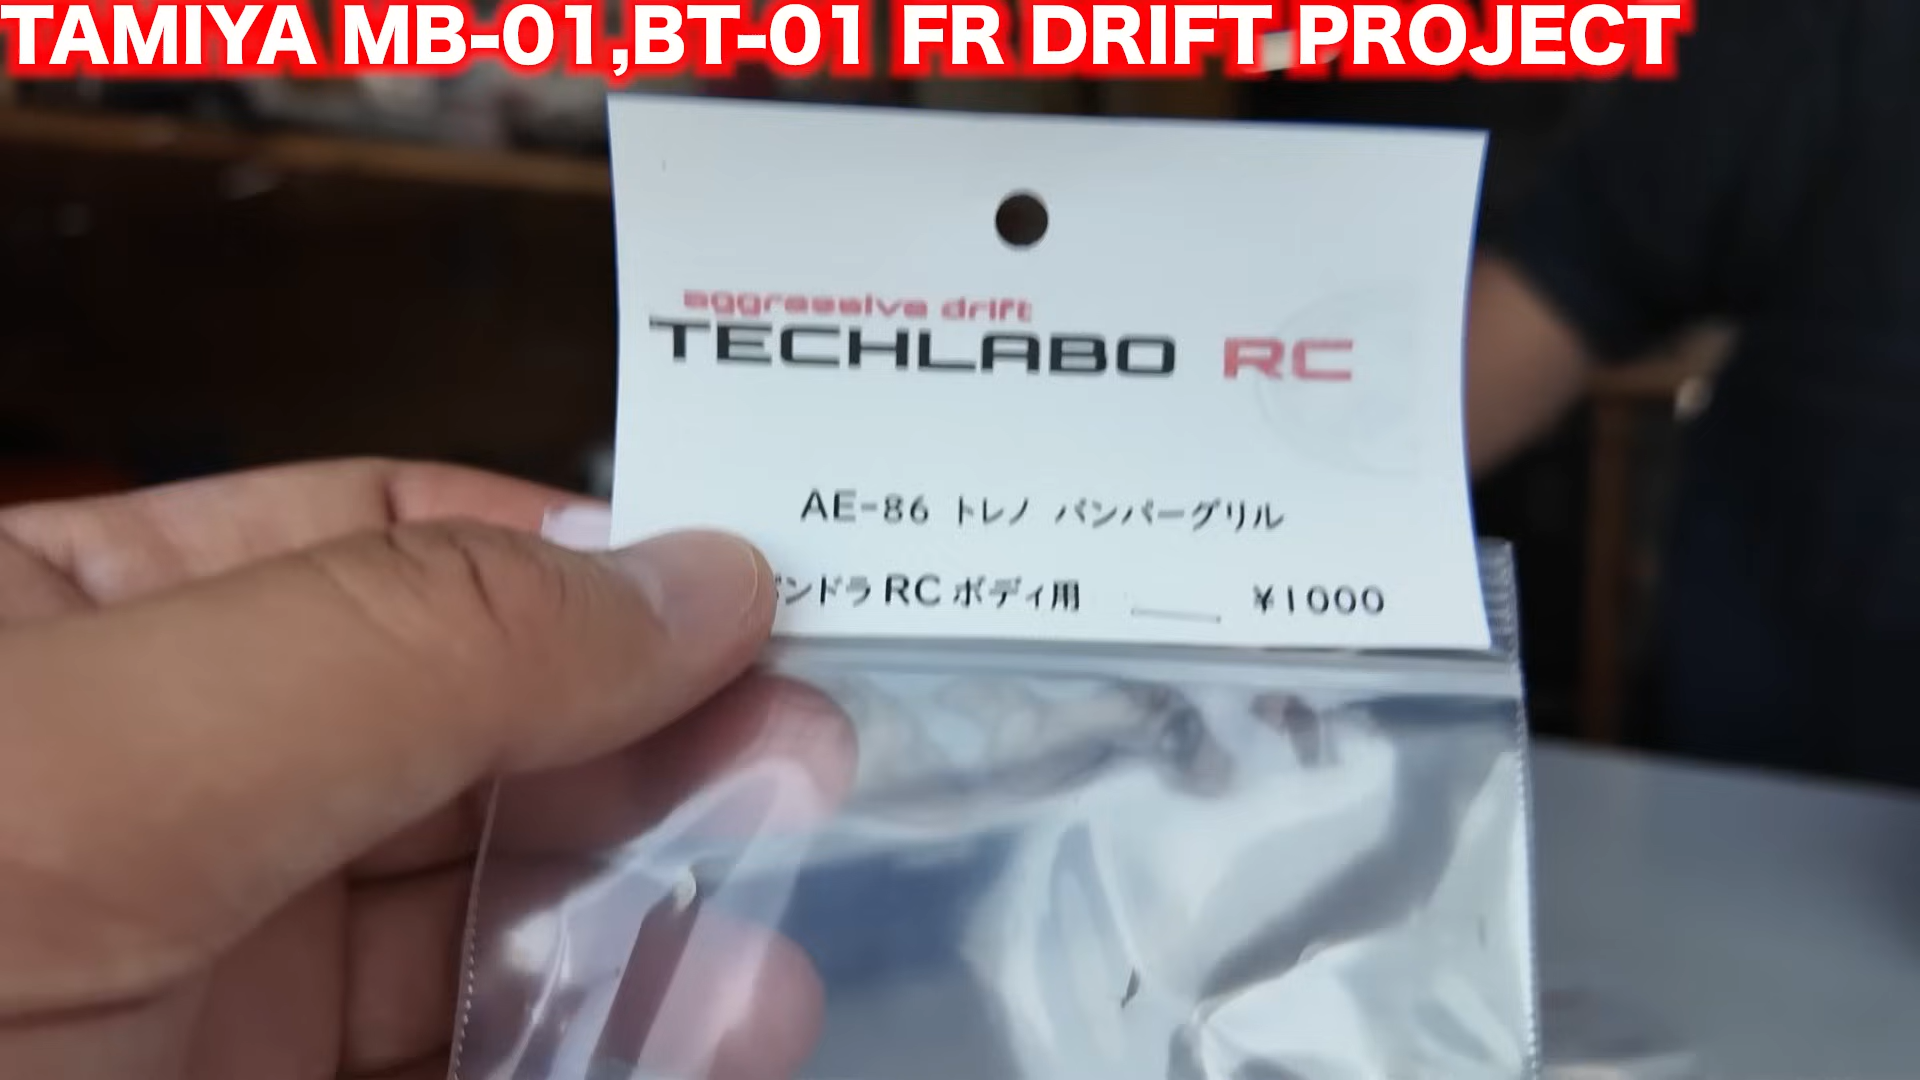 TAMIYA MB-01,BT-01 FR DRIFT PROJECT
aggressive drift
TECHLABO RC
AE-86 トレノ バンパーグリル
ンドラ RC ボディ用 ¥1000